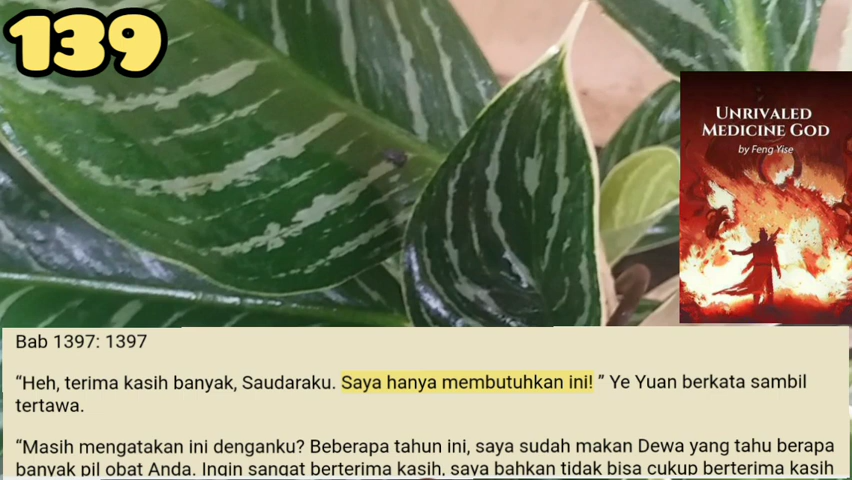 139
UNRIVALED
MEDICINE GOD
by Feng Yise
Bab 1397: 1397
“Heh, terima kasih banyak, Saudaraku. Saya hanya membutuhkan ini! ” Ye Yuan berkata sambil
tertawa.
“Masih mengatakan ini denganku? Beberapa tahun ini, saya sudah makan Dewa yang tahu berapa
banyak pil obat Anda. Ingin sangat berterima kasih, saya bahkan tidak bisa cukup berterima kasih